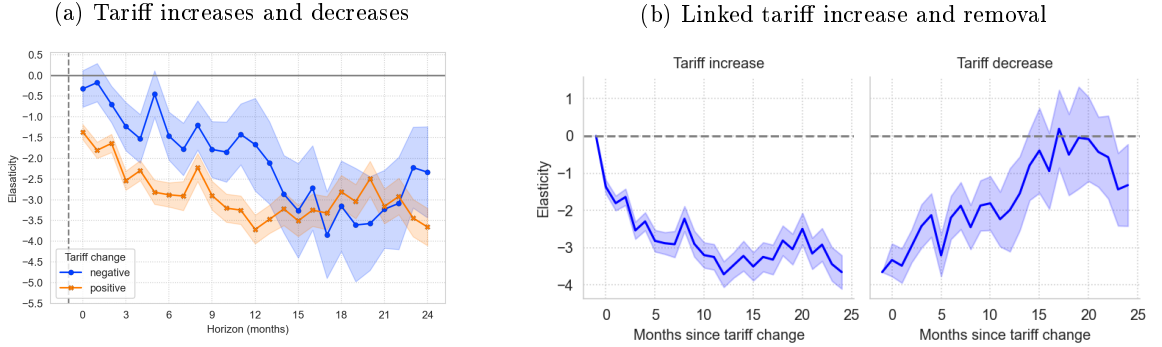 (a) Tariff increases and decreases
0.5
0.0
−0.5
−1.0
−1.5
−2.0
−2.5
−3.0
−3.5
−4.0
−4.5
−5.0
−5.5
Elasticity
Tariff change
negative
positive
0 3 6 9 12 15 18 21 24
Horizon (months)
(b) Linked tariff increase and removal
Tariff increase Tariff decrease
1
0
−1
−2
−3
−4
Elasticity
0 5 10 15 20 25 0 5 10 15 20 25
Months since tariff change Months since tariff change